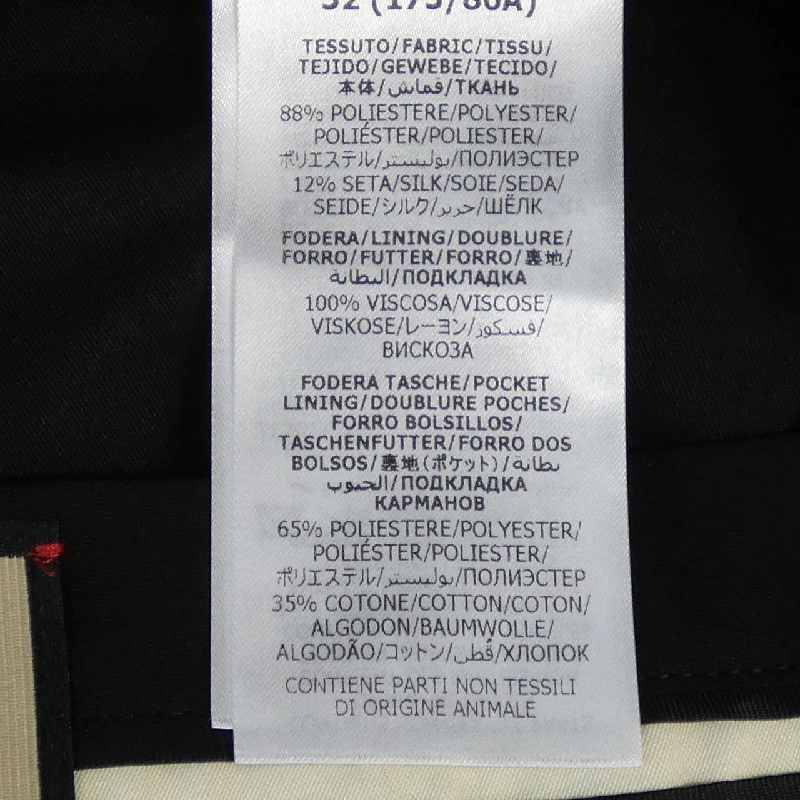 32 (175/80A)
TESSUTO/FABRIC/TISSU/
TEJIDO/GEWEBE/TECIDO/
本体/قماش/ТКАНЬ
88% POLIESTERE/POLYESTER/
POLIÉSTER/POLIESTER/
ポリエステル/بوليستر/ПОЛИЭСТЕР
12% SETA/SILK/SOIE/SEDA/
SEIDE/シルク/حرير/ШЁЛК
FODERA/LINING/DOUBLURE/
FORRO/FUTTER/FORRO/裏地/
البطانة/ПОДКЛАДКА
100% VISCOSA/VISCOSE/
VISKOSE/レーヨン/فسكوز/
ВИСКОЗА
FODERA TASCHE/POCKET
LINING/DOUBLURE POCHES/
FORRO BOLSILLOS/
TASCHENFUTTER/FORRO DOS
BOLSOS/裏地(ポケット)/بطانة
الجيوب/ПОДКЛАДКА
КАРМАНОВ
65% POLIESTERE/POLYESTER/
POLIÉSTER/POLIESTER/
ポリエステル/بوليستر/ПОЛИЭСТЕР
35% COTONE/COTTON/COTON/
ALGODON/BAUMWOLLE/
ALGODÃO/コットン/قُطن/ХЛОПОК
CONTIENE PARTI NON TESSILI
DI ORIGINE ANIMALE